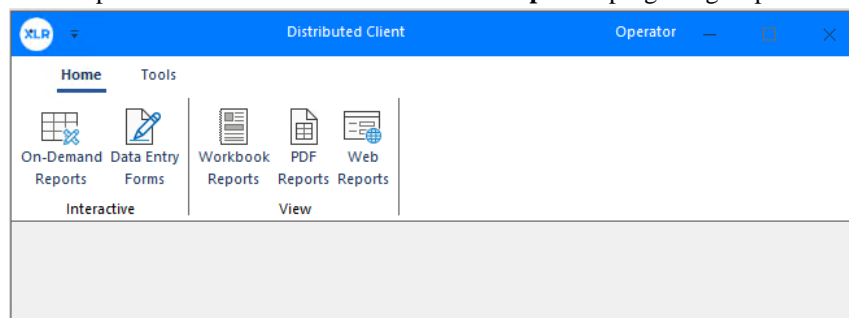 XLR Distributed Client Operator
Home Tools
On-Demand Data Entry Workbook PDF Web
Reports Forms Reports Reports Reports
Interactive View